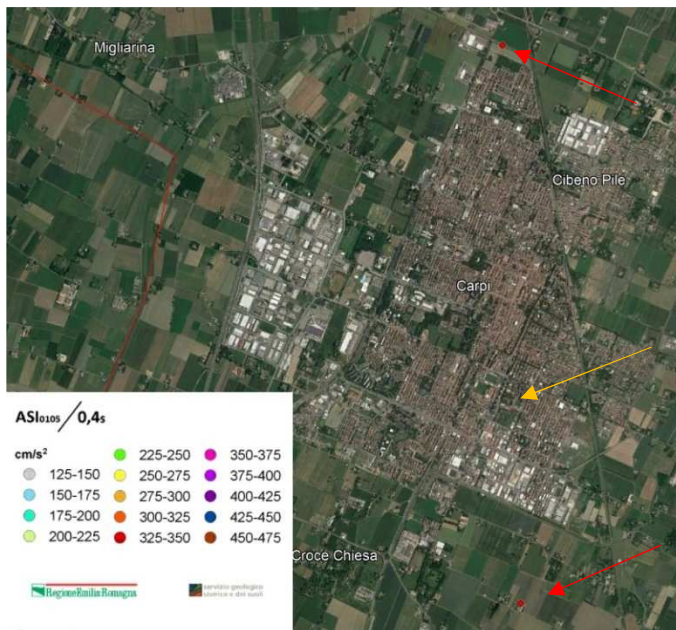 Migliarina
Cibeno Pile
Carpi
Croce Chiesa
ASI0105/0,4s
cm/s²
125-150
150-175
175-200
200-225
225-250
250-275
275-300
300-325
325-350
350-375
375-400
400-425
425-450
450-475
RegioneEmiliaRomagna
servizio geologico
sismico e dei suoli